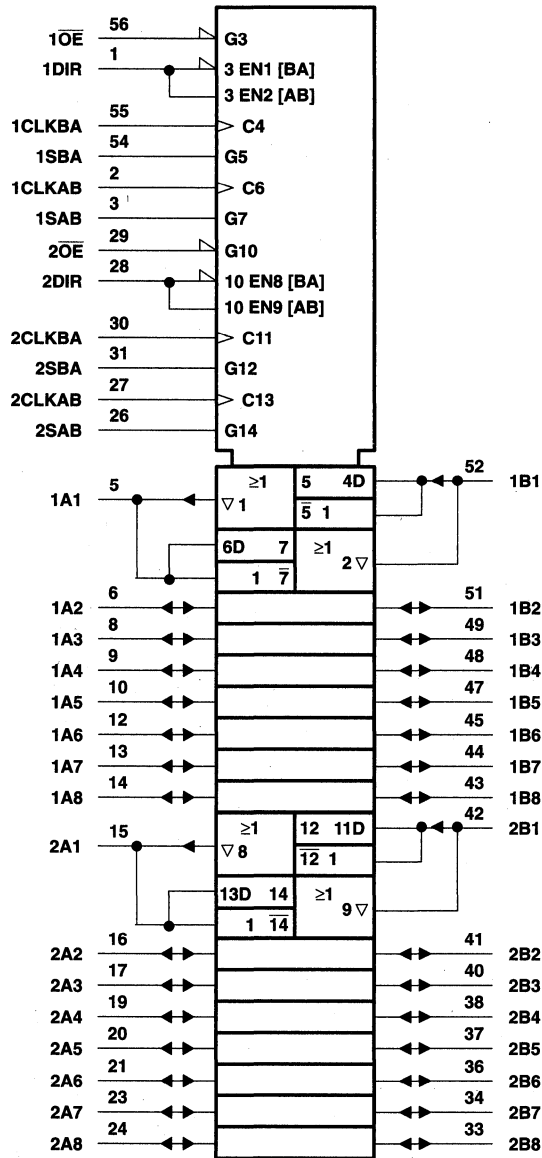 56
1O̅E̅ G3
1
1DIR 3 EN1 [BA]
3 EN2 [AB]
55
1CLKBA C4
54
1SBA G5
2
1CLKAB C6
3
1SAB G7
29
2O̅E̅ G10
28
2DIR 10 EN8 [BA]
10 EN9 [AB]
30
2CLKBA C11
31
2SBA G12
27
2CLKAB C13
26
2SAB G14
5 ≥1 5 4D 52
1A1 ▽1 5̅ 1 1B1
6D 7 ≥1
1 7̅ 2▽
6 51
1A2 1B2
8 49
1A3 1B3
9 48
1A4 1B4
10 47
1A5 1B5
12 45
1A6 1B6
13 44
1A7 1B7
14 43
1A8 1B8
15 ≥1 12 11D 42
2A1 ▽8 1̅2̅ 1 2B1
13D 14 ≥1
1 1̅4̅ 9▽
16 41
2A2 2B2
17 40
2A3 2B3
19 38
2A4 2B4
20 37
2A5 2B5
21 36
2A6 2B6
23 34
2A7 2B7
24 33
2A8 2B8